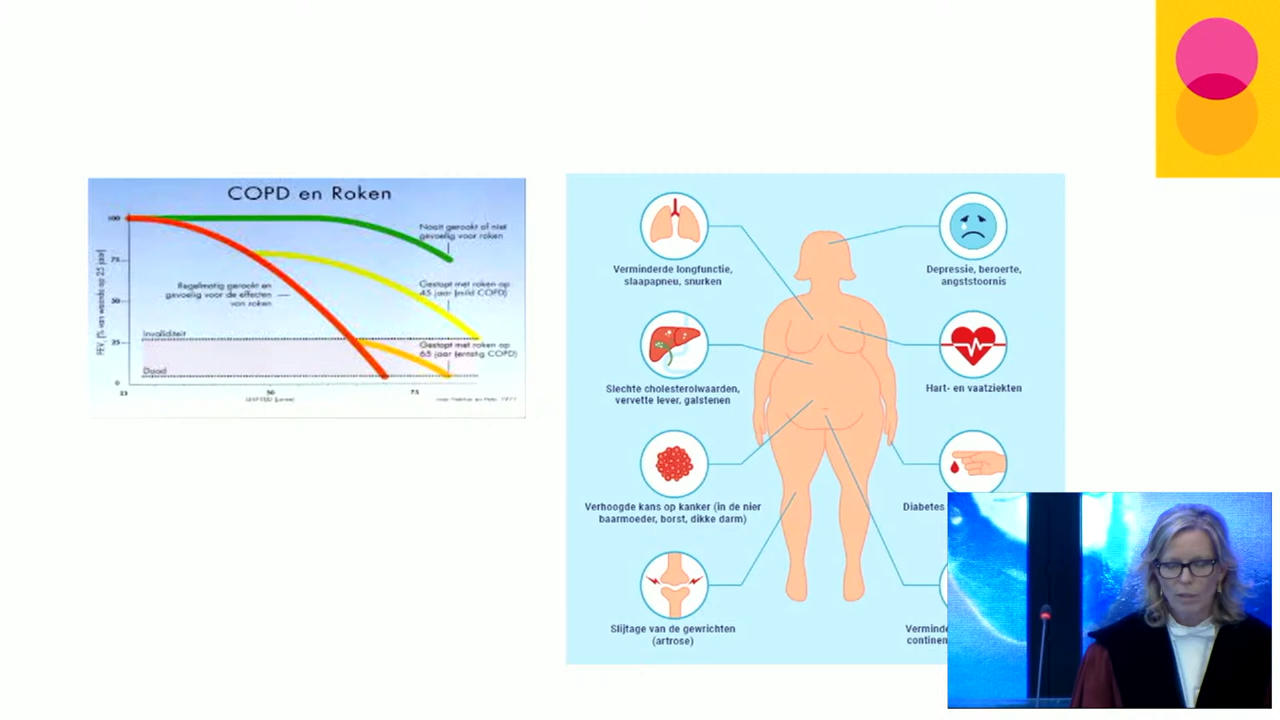 COPD en Roken
100
75
50
25
0
Nooit gerookt of niet
gevoelig voor roken
Gestopt met roken op
45 jaar (mild COPD)
Regelmatig gerookt en
gevoelig voor de effecten
van roken
Invaliditeit
Gestopt met roken op
65 jaar (ernstig COPD)
Dood
25
50
75
Verminderde longfunctie,
slaapapneu, snurken
Depressie, beroerte,
angststoornis
Slechte cholesterolwaarden,
vervette lever, galstenen
Hart- en vaatziekten
Verhoogde kans op kanker (in de nier
baarmoeder, borst, dikke darm)
Diabetes
Slijtage van de gewrichten
(artrose)
Verminde
continen